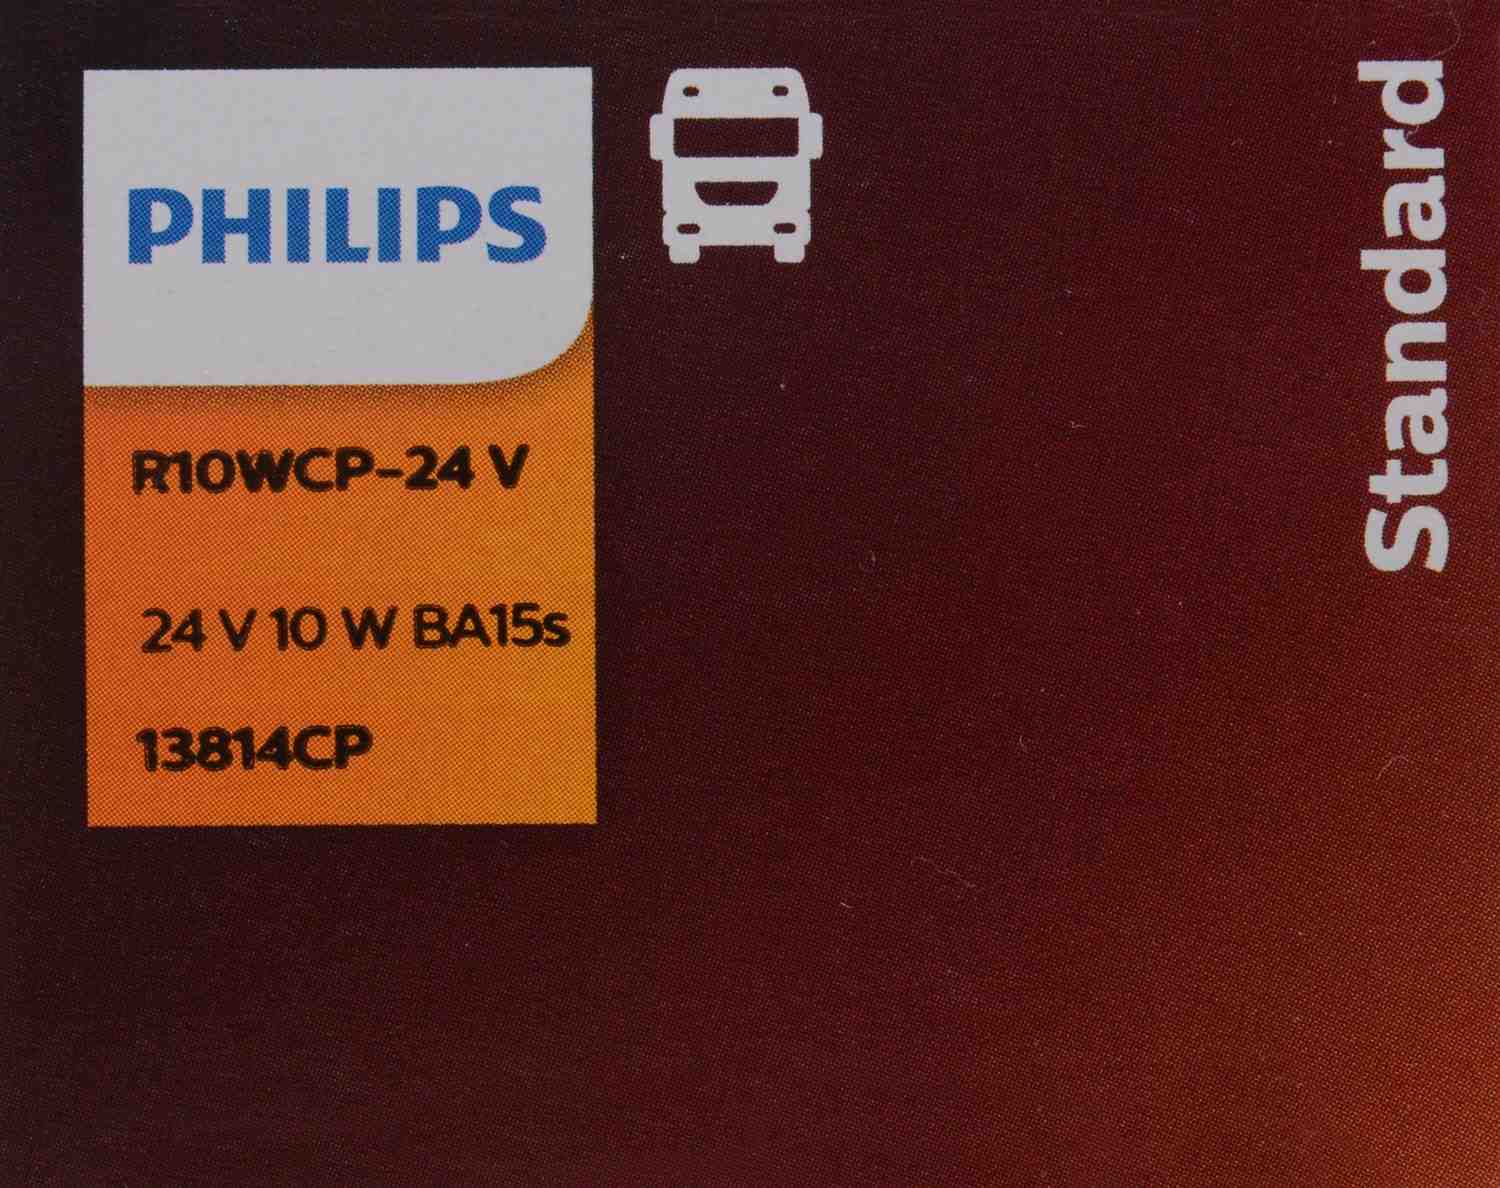 PHILIPS
R10WCP-24 V
24 V 10 W BA15s
13814CP
Standard